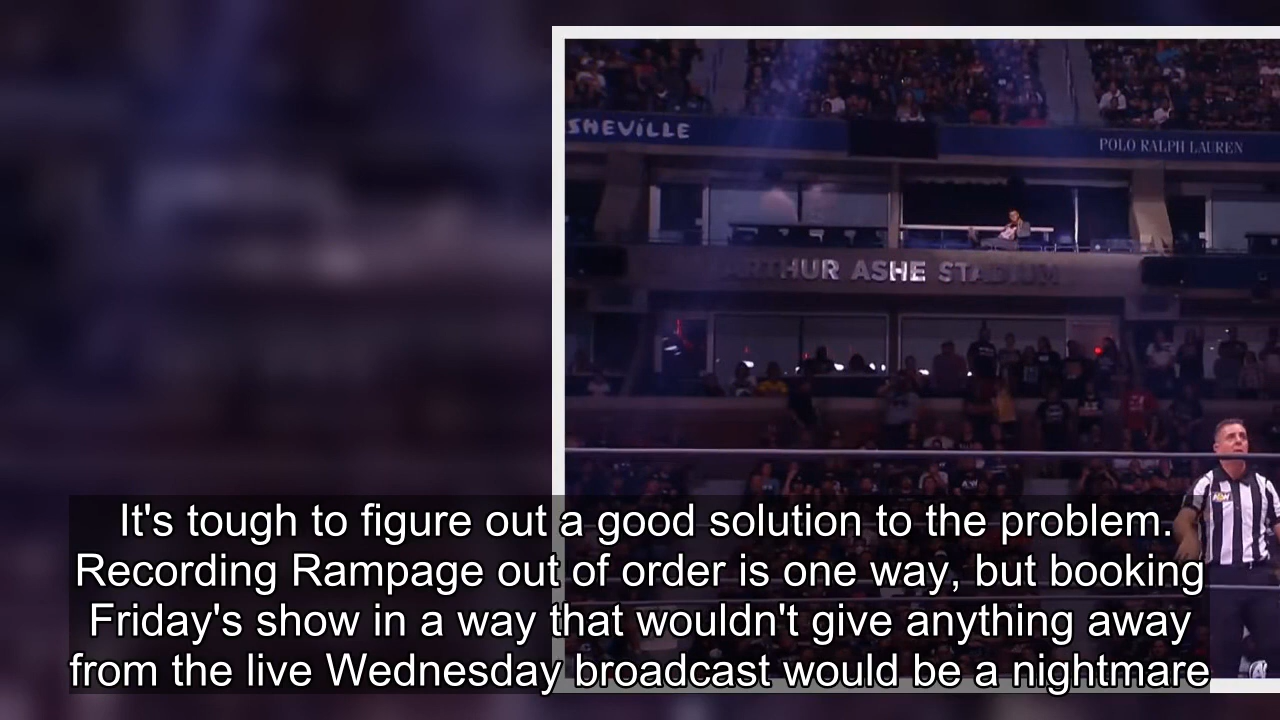 SHEVILLE
POLO RALPH LAUREN
ARTHUR ASHE STADIUM
It's tough to figure out a good solution to the problem.
Recording Rampage out of order is one way, but booking
Friday's show in a way that wouldn't give anything away
from the live Wednesday broadcast would be a nightmare